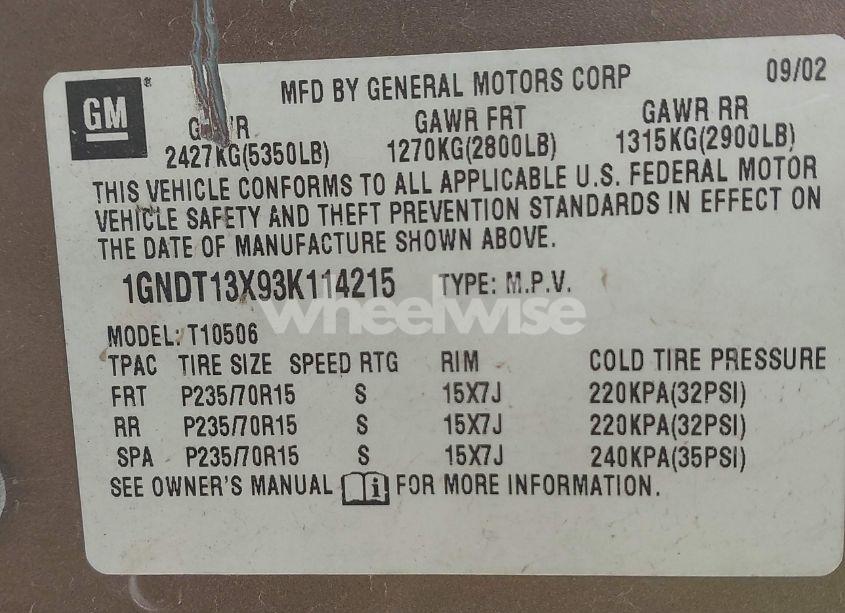 GM ® MFD BY GENERAL MOTORS CORP 09/02
GAWR FRT GAWR RR
2427KG(5350LB) 1270KG(2800LB) 1315KG(2900LB)
THIS VEHICLE CONFORMS TO ALL APPLICABLE U.S. FEDERAL MOTOR
VEHICLE SAFETY AND THEFT PREVENTION STANDARDS IN EFFECT ON
THE DATE OF MANUFACTURE SHOWN ABOVE.
1GNDT13X93K114215 TYPE: M.P.V.
wheelwise
MODEL: T10506
TPAC TIRE SIZE SPEED RTG RIM COLD TIRE PRESSURE
FRT P235/70R15 S 15X7J 220KPA(32PSI)
RR P235/70R15 S 15X7J 220KPA(32PSI)
SPA P235/70R15 S 15X7J 240KPA(35PSI)
SEE OWNER'S MANUAL i FOR MORE INFORMATION.